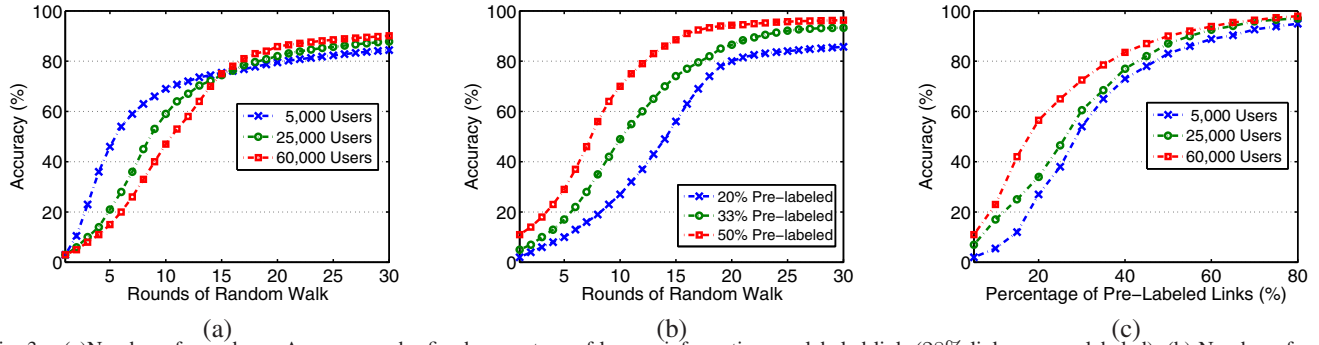 100
80
60
40
20
0
5
10
15
20
25
30
Accuracy (%)
Rounds of Random Walk
5,000 Users
25,000 Users
60,000 Users
(a)
100
80
60
40
20
0
5
10
15
20
25
30
Accuracy (%)
Rounds of Random Walk
20% Pre-labeled
33% Pre-labeled
50% Pre-labeled
(b)
100
80
60
40
20
0
20
40
60
80
Accuracy (%)
Percentage of Pre-Labeled Links (%)
5,000 Users
25,000 Users
60,000 Users
(c)